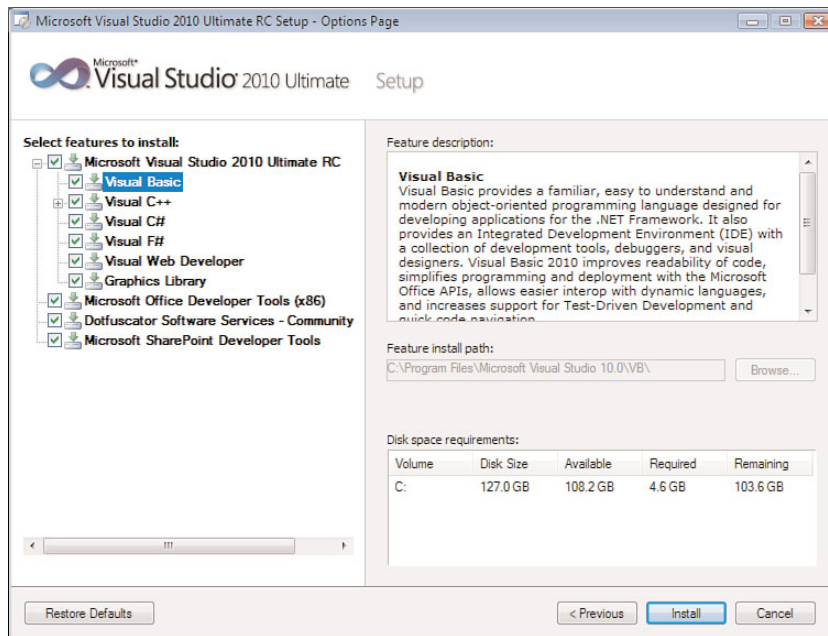 Microsoft Visual Studio 2010 Ultimate RC Setup - Options Page
Microsoft®
Visual Studio® 2010 Ultimate Setup
Select features to install:
Microsoft Visual Studio 2010 Ultimate RC
Visual Basic
Visual C++
Visual C#
Visual F#
Visual Web Developer
Graphics Library
Microsoft Office Developer Tools (x86)
Dotfuscator Software Services - Community
Microsoft SharePoint Developer Tools
Feature description:
Visual Basic
Visual Basic provides a familiar, easy to understand and
modern object-oriented programming language designed for
developing applications for the .NET Framework. It also
provides an Integrated Development Environment (IDE) with
a collection of development tools, debuggers, and visual
designers. Visual Basic 2010 improves readability of code,
simplifies programming and deployment with the Microsoft
Office APIs, allows easier interop with dynamic languages,
and increases support for Test-Driven Development and
quick code navigation
Feature install path:
C:\Program Files\Microsoft Visual Studio 10.0\VB\ Browse...
Disk space requirements:
Volume Disk Size Available Required Remaining
C: 127.0 GB 108.2 GB 4.6 GB 103.6 GB
Restore Defaults < Previous Install Cancel